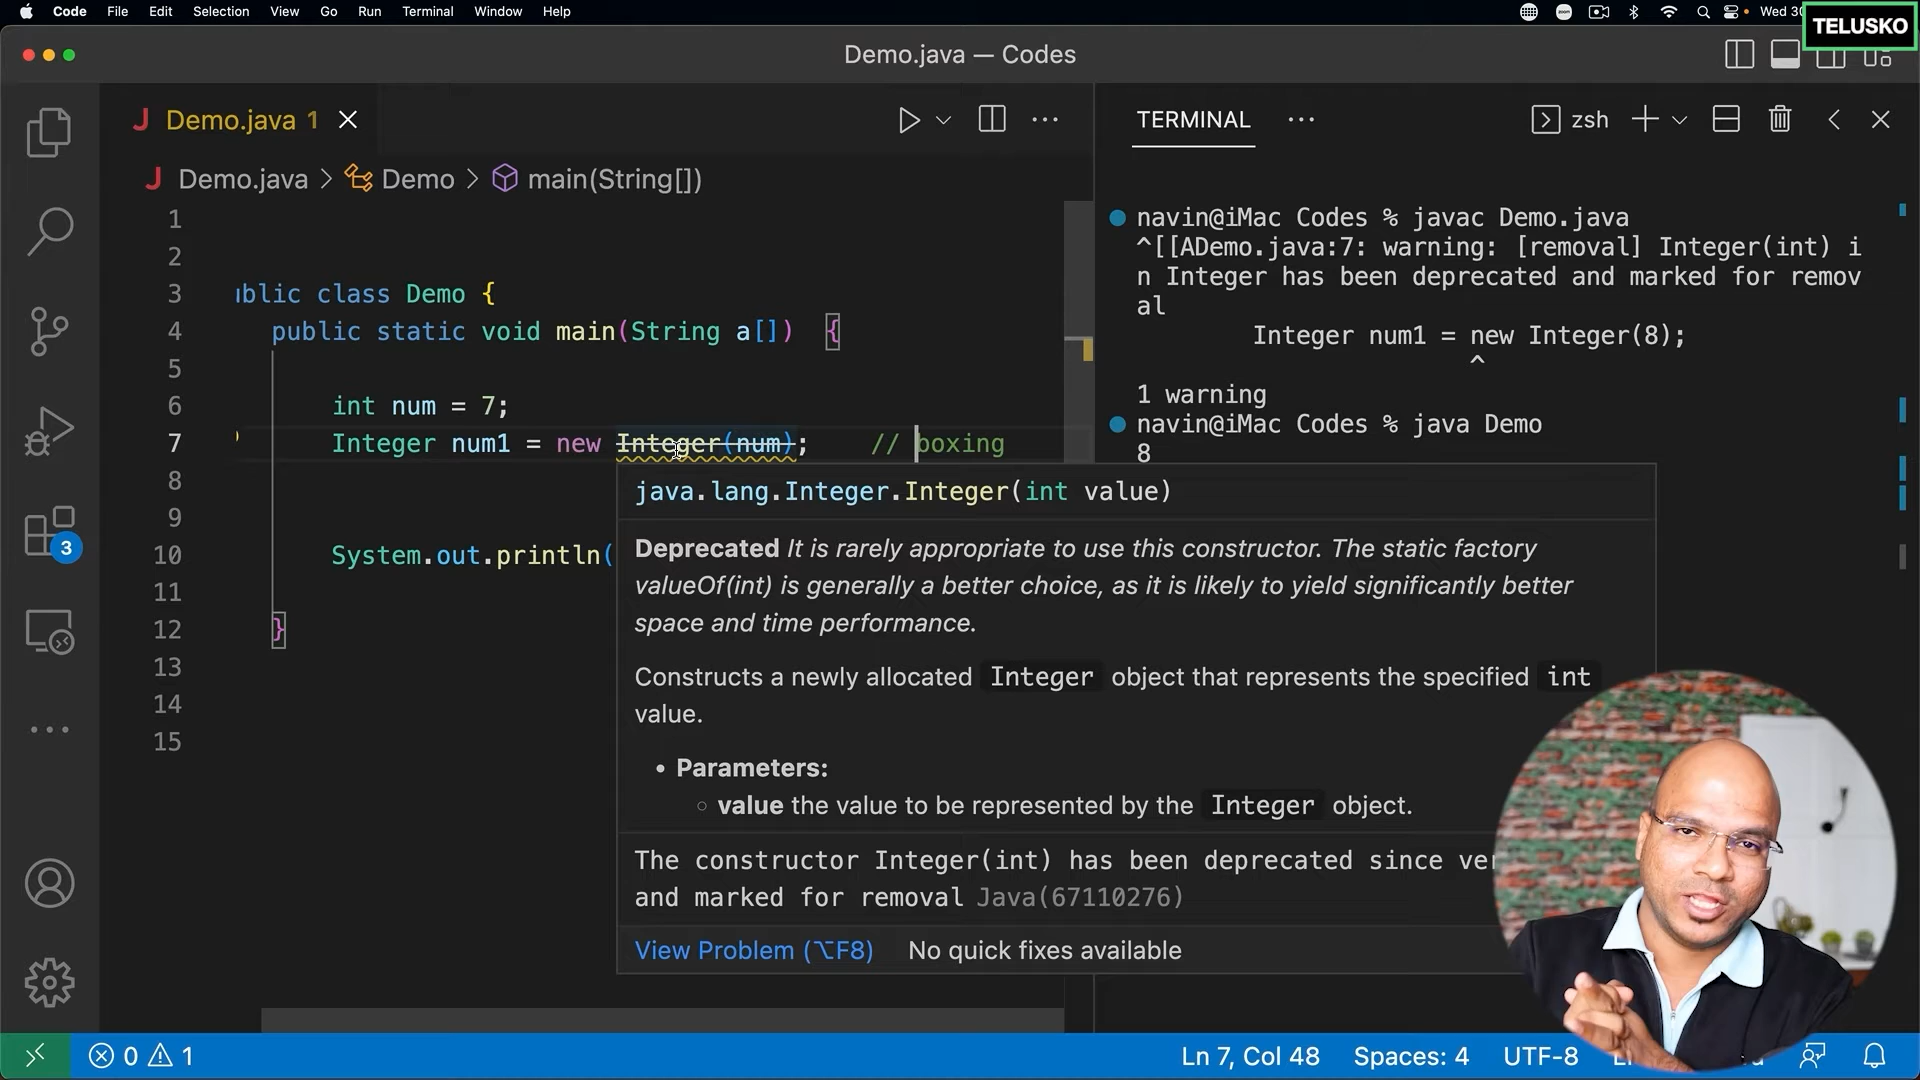 Code File Edit Selection View Go Run Terminal Window Help
Wed 30
TELUSKO
Demo.java — Codes
Demo.java 1
TERMINAL
zsh
Demo.java > Demo > main(String[])
1
2
3 ublic class Demo {
4 public static void main(String a[]) {
5
6 int num = 7;
7 Integer num1 = new Integer(num); // boxing
8
9
10 System.out.println(
11
12 }
13
14
15
java.lang.Integer.Integer(int value)
Deprecated It is rarely appropriate to use this constructor. The static factory
valueOf(int) is generally a better choice, as it is likely to yield significantly better
space and time performance.
Constructs a newly allocated Integer object that represents the specified int
value.
• Parameters:
○ value the value to be represented by the Integer object.
The constructor Integer(int) has been deprecated since ve
and marked for removal Java(67110276)
View Problem (⌥F8) No quick fixes available
navin@iMac Codes % javac Demo.java
^[[ADemo.java:7: warning: [removal] Integer(int) i
n Integer has been deprecated and marked for remov
al
Integer num1 = new Integer(8);
^
1 warning
navin@iMac Codes % java Demo
8
3
0 1
Ln 7, Col 48 Spaces: 4 UTF-8